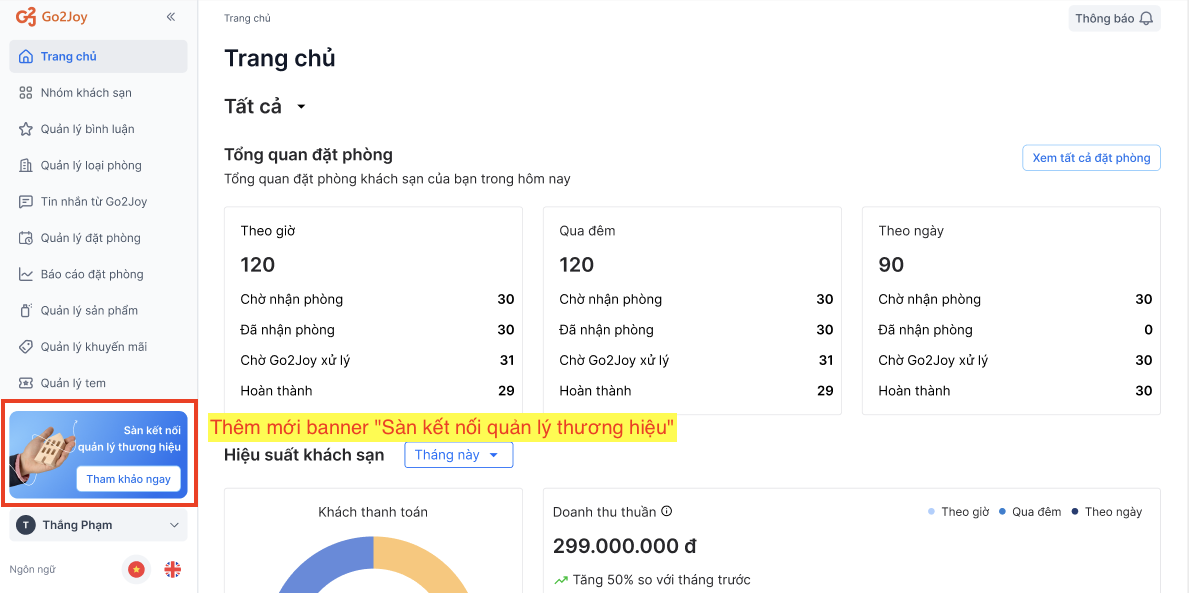 Go2Joy
Trang chủ
Nhóm khách sạn
Quản lý bình luận
Quản lý loại phòng
Tin nhắn từ Go2Joy
Quản lý đặt phòng
Báo cáo đặt phòng
Quản lý sản phẩm
Quản lý khuyến mãi
Quản lý tem
Sàn kết nối
quản lý thương hiệu
Tham khảo ngay
T Thắng Phạm
Ngôn ngữ
Trang chủ
Thông báo
Trang chủ
Tất cả
Tổng quan đặt phòng
Tổng quan đặt phòng khách sạn của bạn trong hôm nay
Xem tất cả đặt phòng
Theo giờ
120
Chờ nhận phòng 30
Đã nhận phòng 30
Chờ Go2Joy xử lý 31
Hoàn thành 29
Qua đêm
120
Chờ nhận phòng 30
Đã nhận phòng 30
Chờ Go2Joy xử lý 31
Hoàn thành 29
Theo ngày
90
Chờ nhận phòng 30
Đã nhận phòng 0
Chờ Go2Joy xử lý 30
Hoàn thành 30
Thêm mới banner "Sàn kết nối quản lý thương hiệu"
Hiệu suất khách sạn Tháng này
Khách thanh toán
Doanh thu thuần Theo giờ Qua đêm Theo ngày
299.000.000 đ
Tăng 50% so với tháng trước